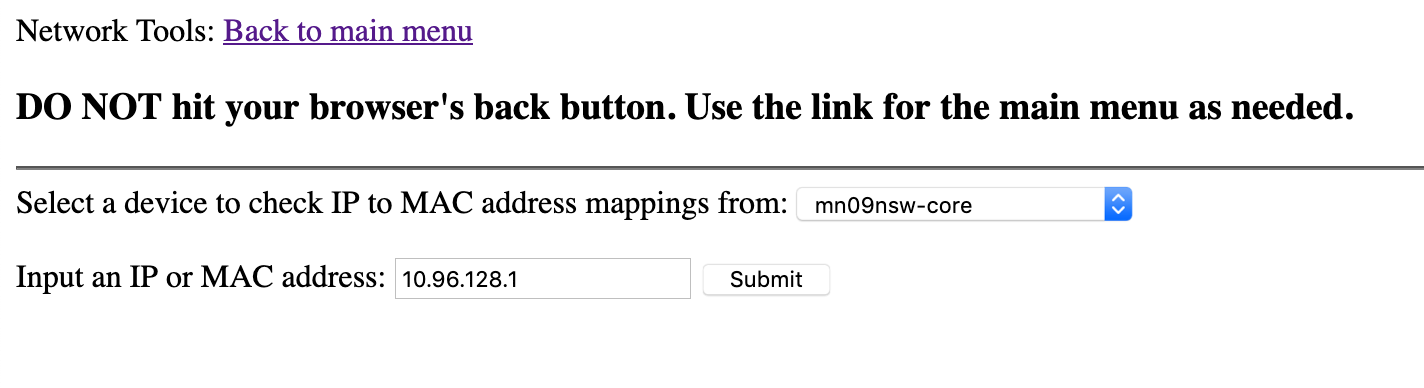 Network Tools: Back to main menu
DO NOT hit your browser's back button. Use the link for the main menu as needed.
Select a device to check IP to MAC address mappings from: mn09nsw-core
Input an IP or MAC address: 10.96.128.1 Submit